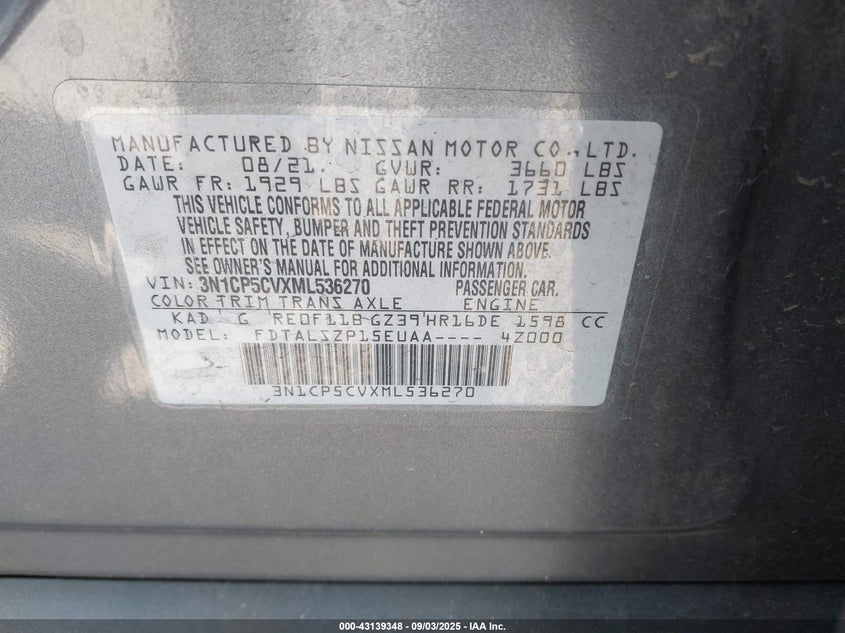 MANUFACTURED BY NISSAN MOTOR CO.,LTD.
DATE: 08/21. GVWR: 3660 LBS
GAWR FR: 1929 LBS GAWR RR: 1731 LBS
THIS VEHICLE CONFORMS TO ALL APPLICABLE FEDERAL MOTOR
VEHICLE SAFETY, BUMPER AND THEFT PREVENTION STANDARDS
IN EFFECT ON THE DATE OF MANUFACTURE SHOWN ABOVE.
SEE OWNER'S MANUAL FOR ADDITIONAL INFORMATION.
VIN: 3N1CP5CVXML536270 PASSENGER CAR.
COLOR TRIM TRANS AXLE ENGINE
KAD G RE0F11B GZ39 HR16DE 1598 CC
MODEL: FDTALSZP15EUAA---- 4Z000
3N1CP5CVXML536270
000-43139348 | 09/03/2025 | IAA Inc.